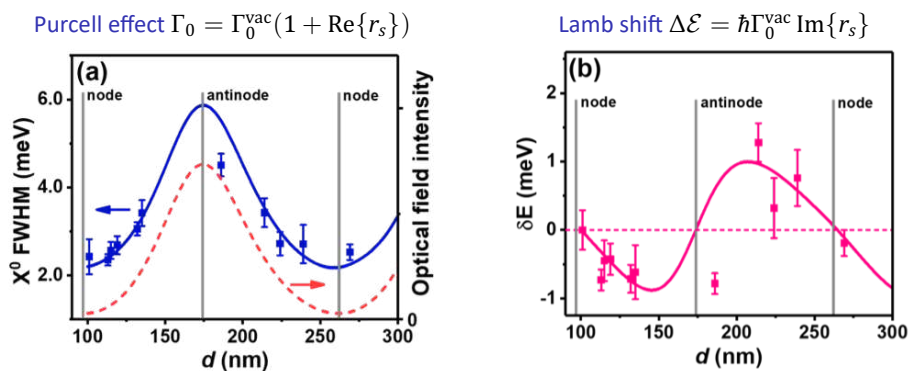 Purcell effect Γ₀ = Γ₀ᵛᵃᶜ(1 + Re{rₛ})
Lamb shift Δℰ = ℏΓ₀ᵛᵃᶜ Im{rₛ}
(a)
node
antinode
node
6.0
4.0
2.0
X⁰ FWHM (meV)
Optical field intensity
0
100 150 200 250 300
d (nm)
(b)
node
antinode
node
2
1
0
-1
δE (meV)
100 150 200 250 300
d (nm)